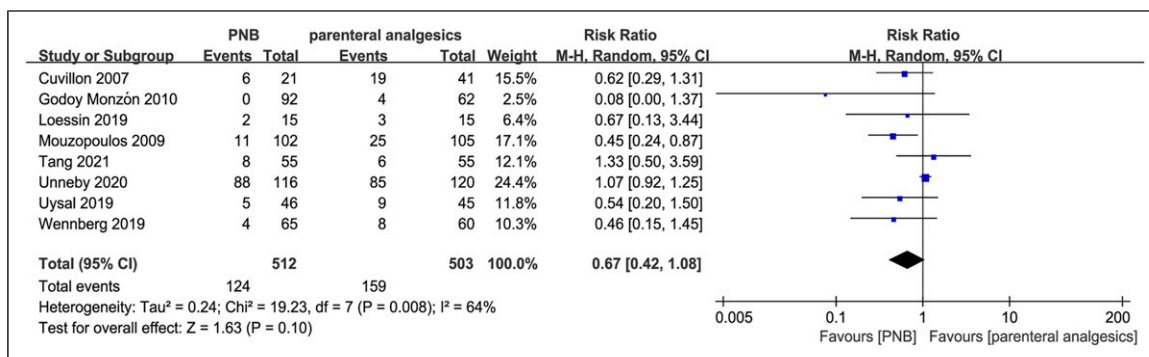 PNB parenteral analgesics Risk Ratio Risk Ratio
Study or Subgroup Events Total Events Total Weight M-H, Random, 95% CI M-H, Random, 95% CI
Cuvillon 2007 6 21 19 41 15.5% 0.62 [0.29, 1.31]
Godoy Monzón 2010 0 92 4 62 2.5% 0.08 [0.00, 1.37]
Loessin 2019 2 15 3 15 6.4% 0.67 [0.13, 3.44]
Mouzopoulos 2009 11 102 25 105 17.1% 0.45 [0.24, 0.87]
Tang 2021 8 55 6 55 12.1% 1.33 [0.50, 3.59]
Unneby 2020 88 116 85 120 24.4% 1.07 [0.92, 1.25]
Uysal 2019 5 46 9 45 11.8% 0.54 [0.20, 1.50]
Wennberg 2019 4 65 8 60 10.3% 0.46 [0.15, 1.45]
Total (95% CI) 512 503 100.0% 0.67 [0.42, 1.08]
Total events 124 159
Heterogeneity: Tau² = 0.24; Chi² = 19.23, df = 7 (P = 0.008); I² = 64%
Test for overall effect: Z = 1.63 (P = 0.10)
0.005 0.1 1 10 200
Favours [PNB] Favours [parenteral analgesics]